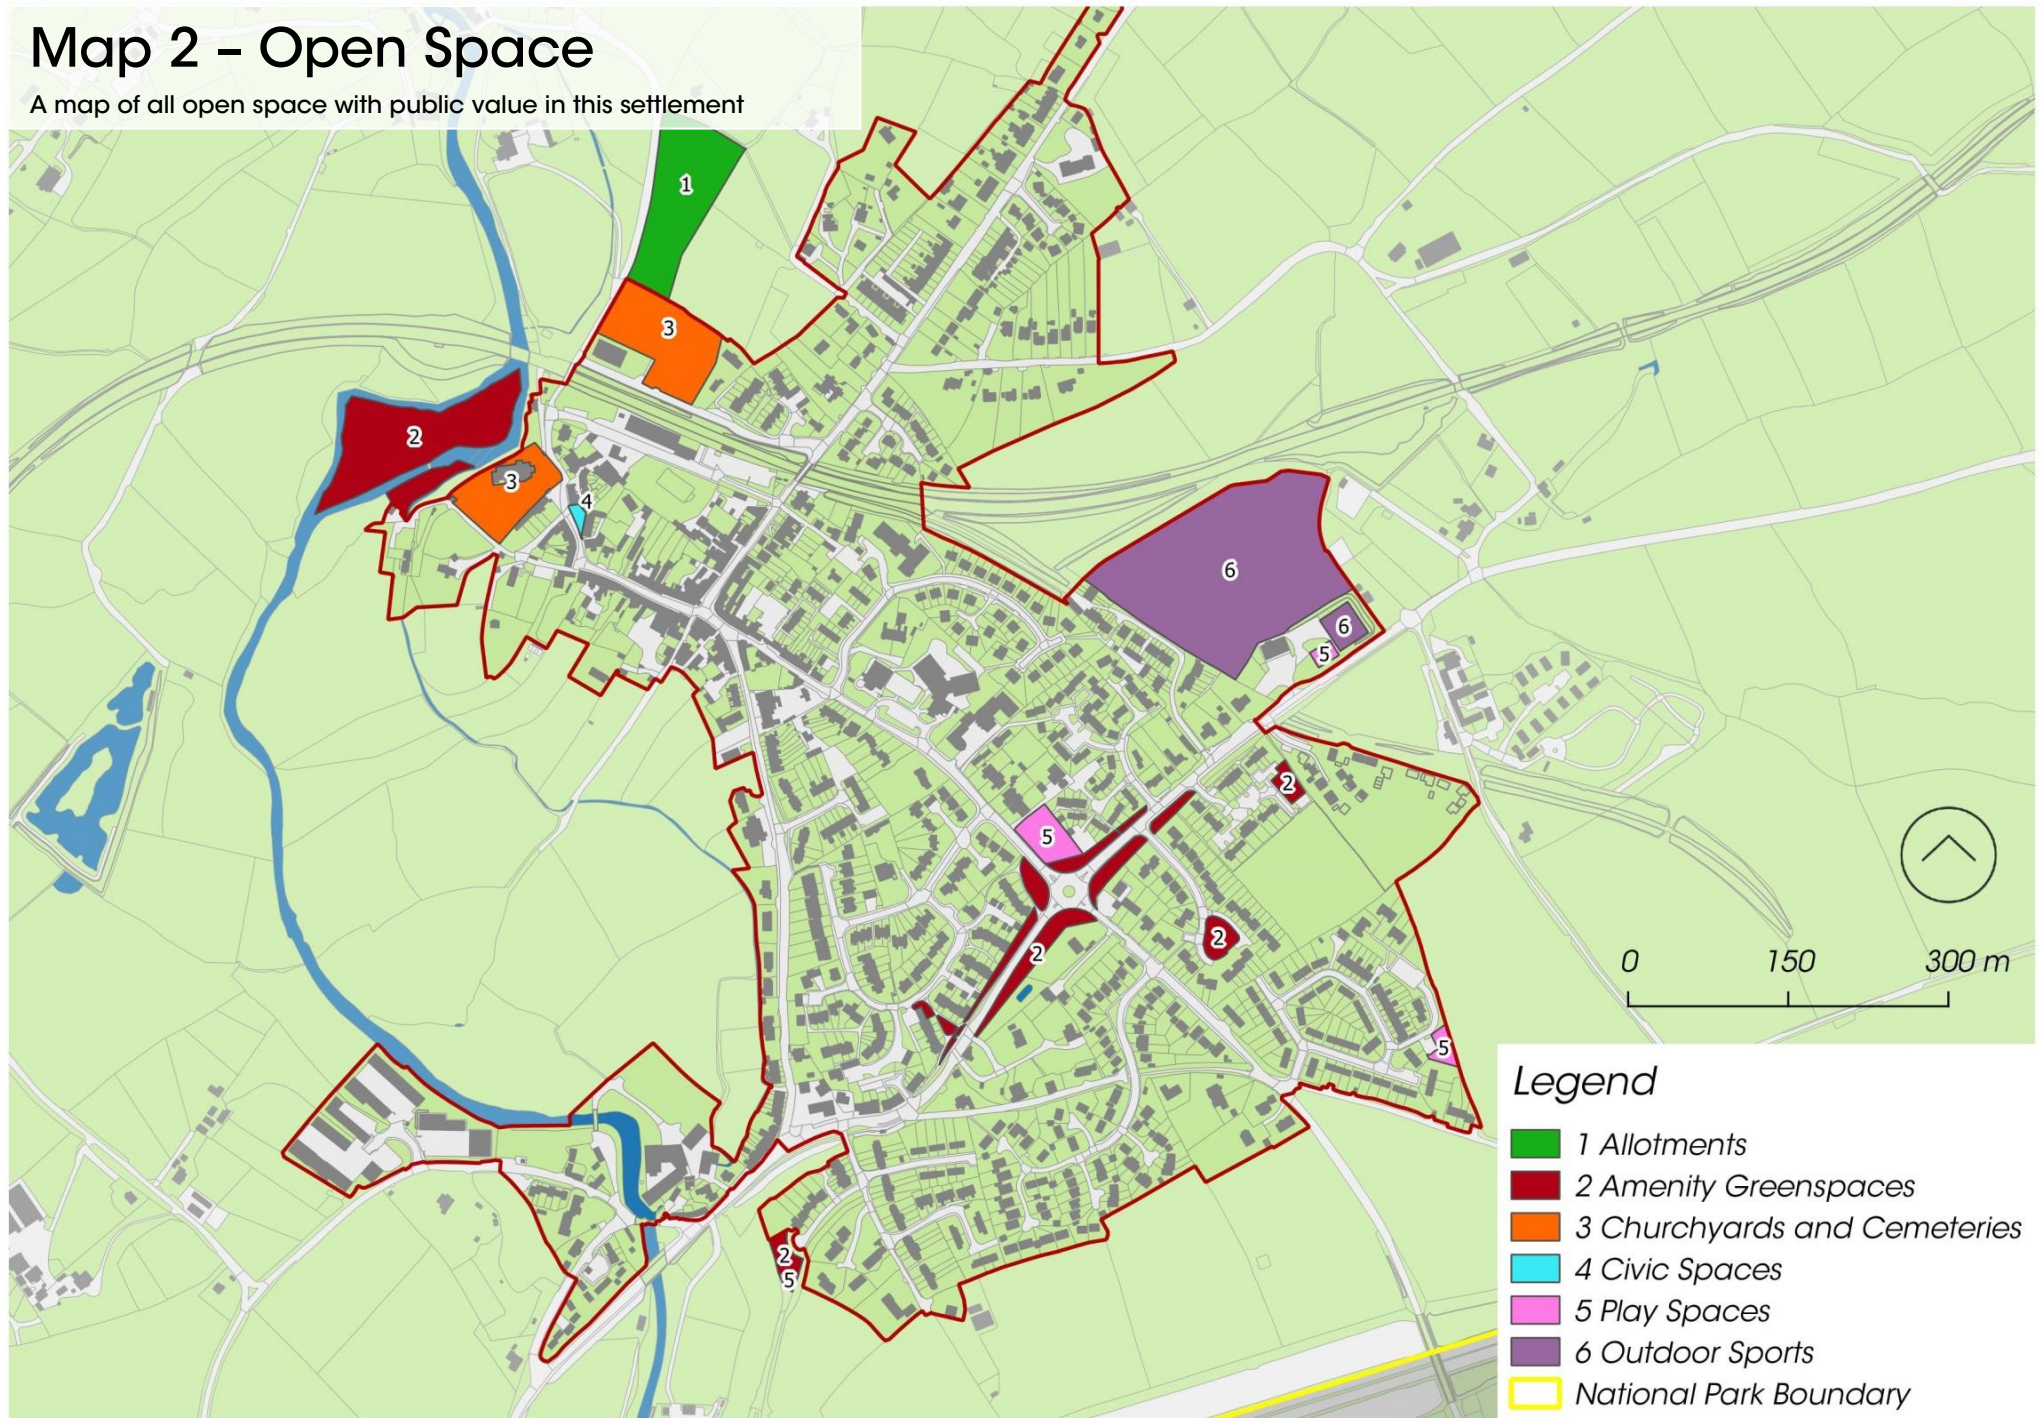 Map 2 – Open Space
A map of all open space with public value in this settlement
1
3
2
3
4
6
6
5
2
5
2
2
5
2
5
0 150 300 m
Legend
1 Allotments
2 Amenity Greenspaces
3 Churchyards and Cemeteries
4 Civic Spaces
5 Play Spaces
6 Outdoor Sports
National Park Boundary